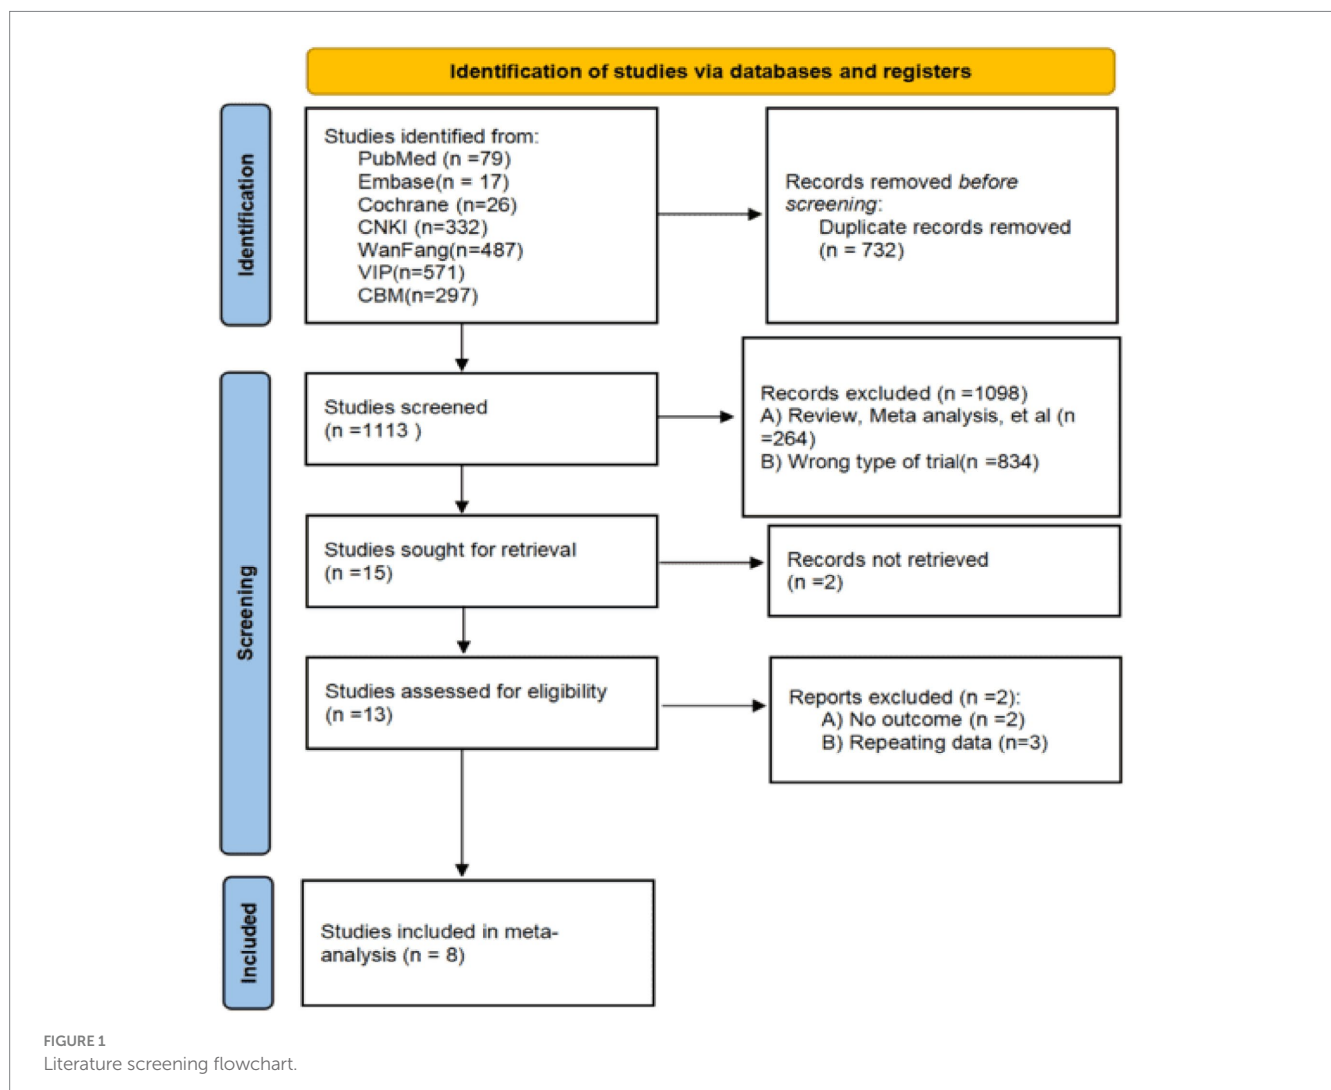 Identification of studies via databases and registers
Identification
Studies identified from:
PubMed (n =79)
Embase(n = 17)
Cochrane (n=26)
CNKI (n=332)
WanFang(n=487)
VIP(n=571)
CBM(n=297)
Records removed before
screening:
Duplicate records removed
(n = 732)
Screening
Studies screened
(n =1113 )
Records excluded (n =1098)
A) Review, Meta analysis, et al (n
=264)
B) Wrong type of trial(n =834)
Studies sought for retrieval
(n =15)
Records not retrieved
(n =2)
Studies assessed for eligibility
(n =13)
Reports excluded (n =2):
A) No outcome (n =2)
B) Repeating data (n=3)
Included
Studies included in meta-
analysis (n = 8)
FIGURE 1
Literature screening flowchart.